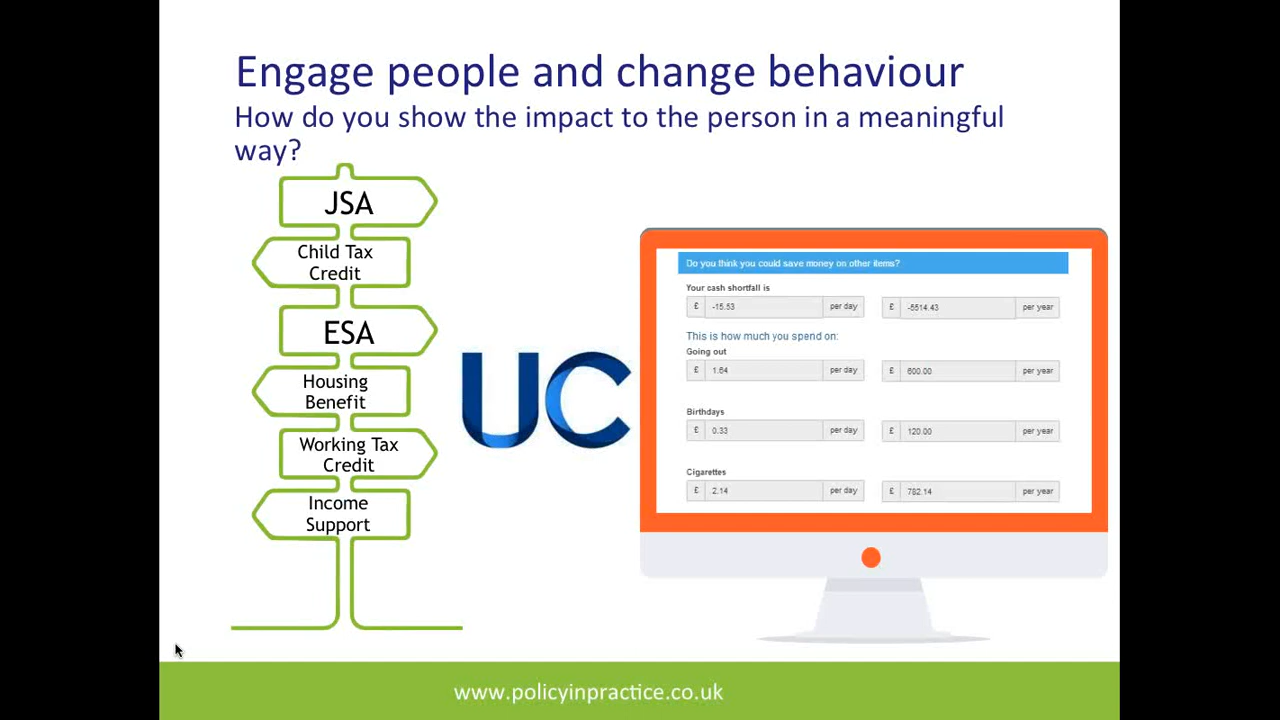 Engage people and change behaviour
How do you show the impact to the person in a meaningful
way?
JSA
Child Tax
Credit
ESA
Housing
Benefit
Working Tax
Credit
Income
Support
UC
Do you think you could save money on other items?
Your cash shortfall is
£ -15.53 per day £ -5514.43 per year
This is how much you spend on:
Going out
£ 1.64 per day £ 600.00 per year
Birthdays
£ 0.33 per day £ 120.00 per year
Cigarettes
£ 2.14 per day £ 782.14 per year
www.policyinpractice.co.uk